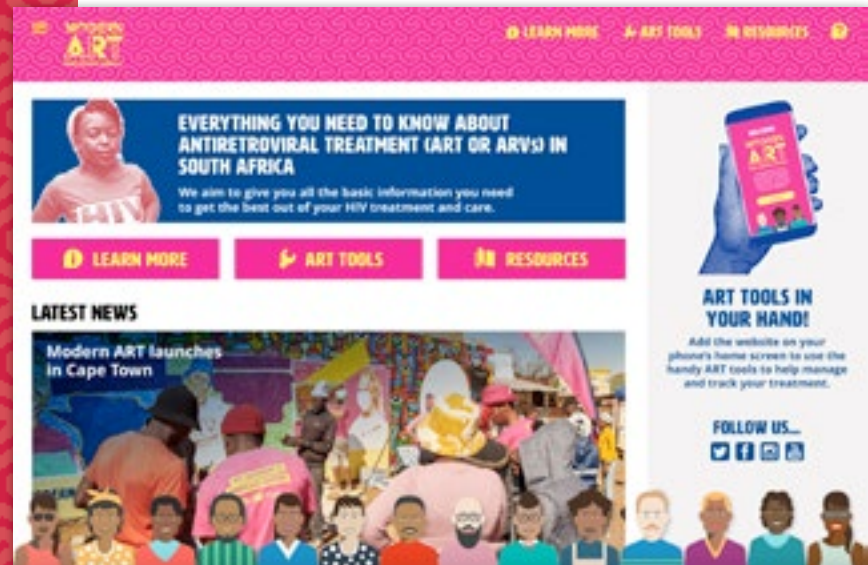 MODERN
ART
LEARN MORE
ART TOOLS
RESOURCES
EVERYTHING YOU NEED TO KNOW ABOUT
ANTIRETROVIRAL TREATMENT (ART OR ARVs) IN
SOUTH AFRICA
We aim to give you all the basic information you need
to get the best out of your HIV treatment and care.
HIV
LEARN MORE
ART TOOLS
RESOURCES
LATEST NEWS
Modern ART launches
in Cape Town
MODERN
ART
ART TOOLS IN
YOUR HAND!
Add the website on your
phone's home screen to use the
handy ART tools to help manage
and track your treatment.
FOLLOW US...